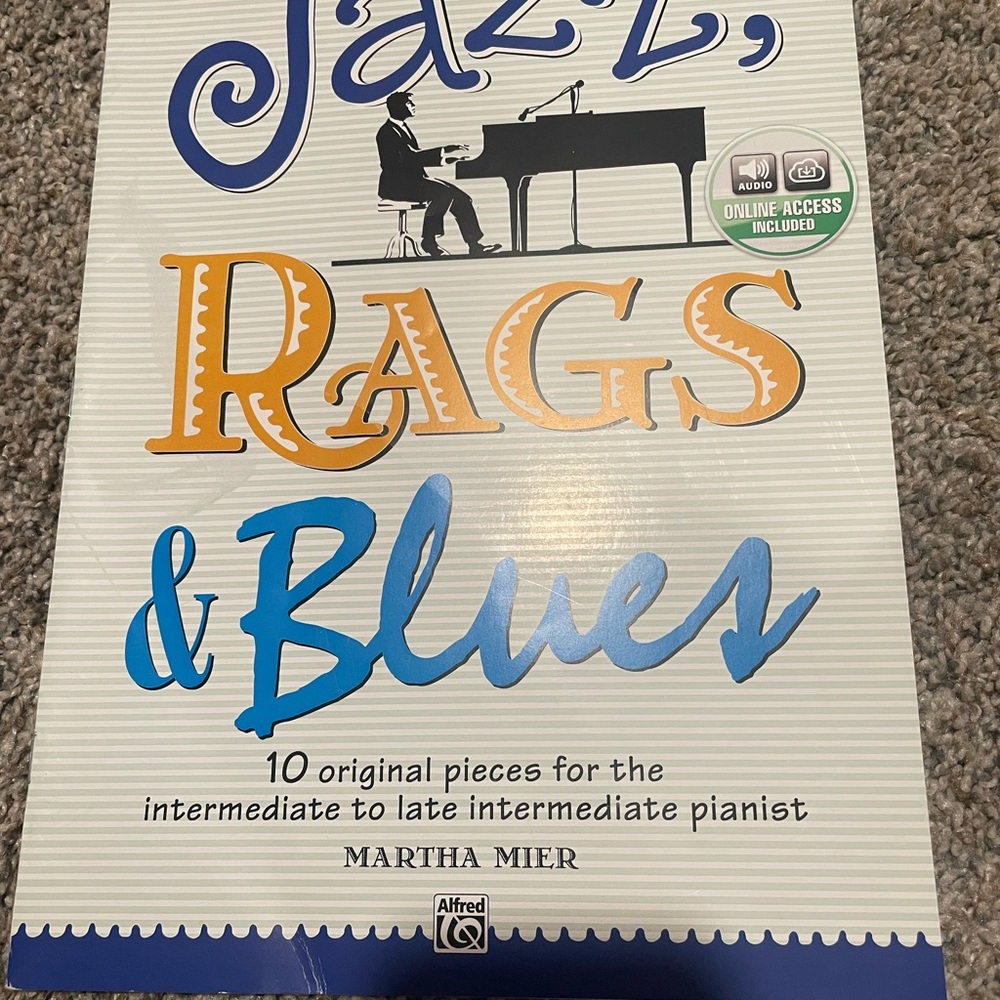 Jazz,
AUDIO
ONLINE ACCESS
INCLUDED
RAGS
& Blues
10 original pieces for the
intermediate to late intermediate pianist
MARTHA MIER
Alfred